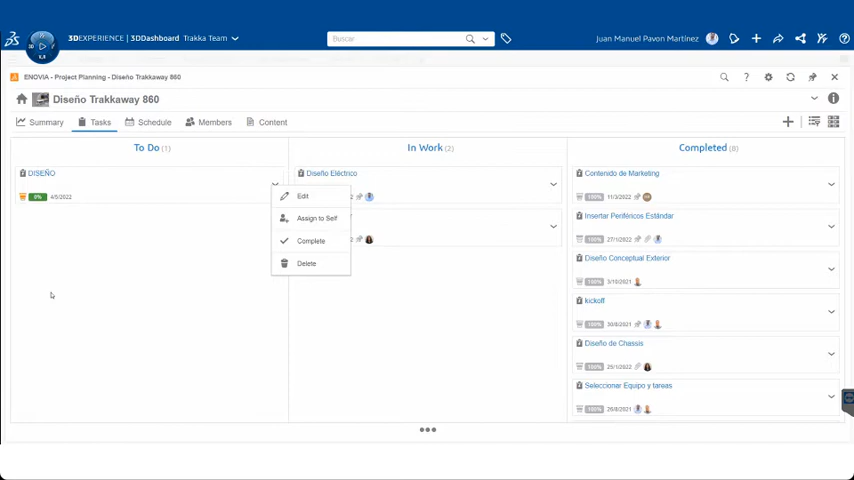 3DEXPERIENCE | 3DDashboard Trakka Team
Buscar
Juan Manuel Pavon Martínez
ENOVIA - Project Planning - Diseño Trakkaway 860
Diseño Trakkaway 860
Summary
Tasks
Schedule
Members
Content
To Do (1)
DISEÑO
0% 4/5/2022
Edit
Assign to Self
Complete
Delete
In Work (2)
Diseño Eléctrico
Completed (8)
Contenido de Marketing
100% 11/3/2022
Insertar Periféricos Estándar
100% 27/1/2022
Diseño Conceptual Exterior
100% 3/10/2021
kickoff
100% 30/8/2021
Diseño de Chassis
100% 25/1/2022
Seleccionar Equipo y tareas
100% 26/8/2021